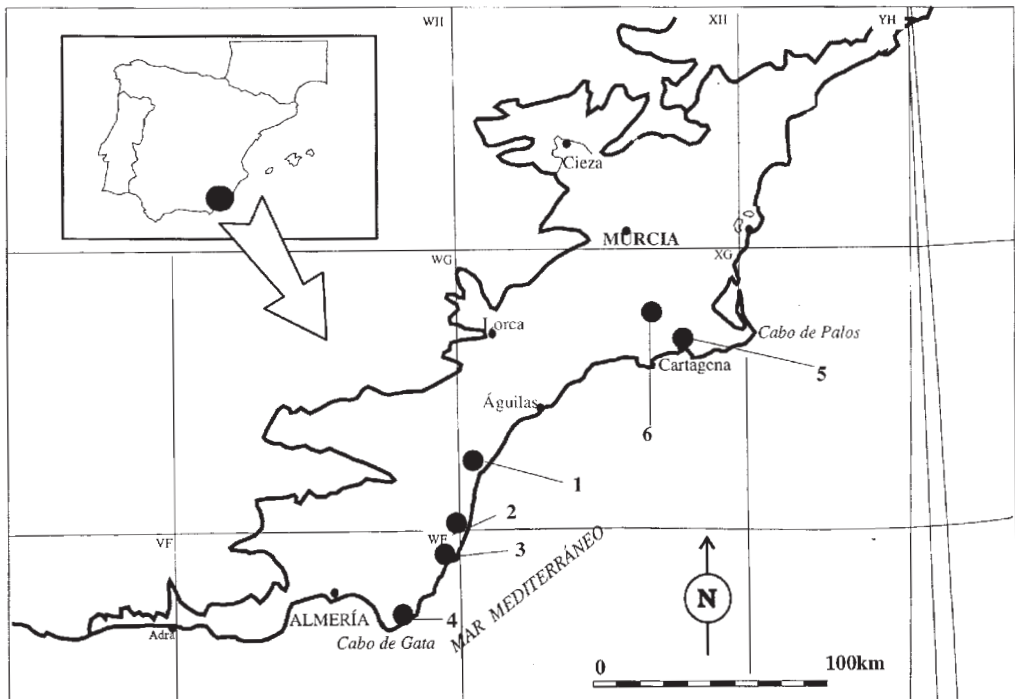 WH
XH
YH
Cieza
MURCIA
WG
XG
Lorca
Cabo de Palos
Cartagena
5
Águilas
6
1
2
VF
WF
3
MAR MEDITERRÁNEO
N
ALMERÍA
4
Adra
Cabo de Gata
0
100km